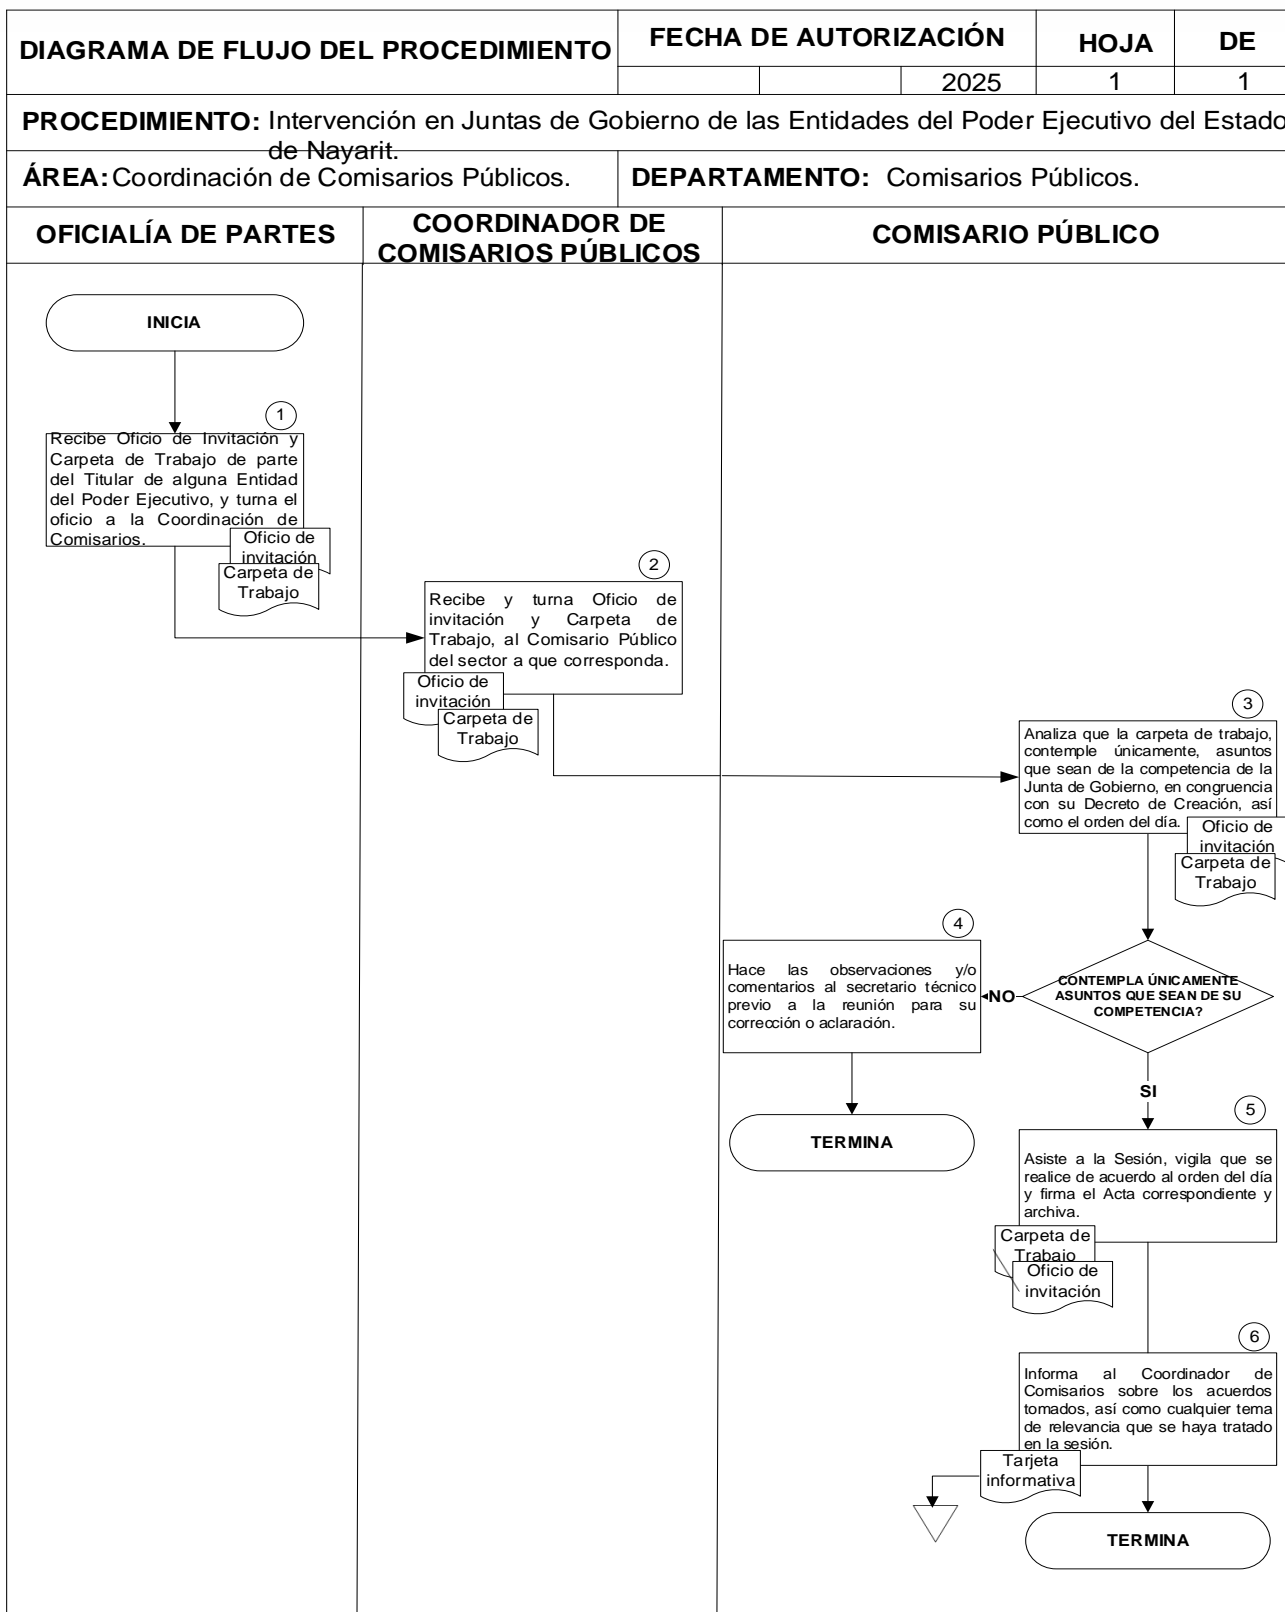 DIAGRAMA DE FLUJO DEL PROCEDIMIENTO
FECHA DE AUTORIZACIÓN
HOJA
DE
2025
1
1
PROCEDIMIENTO: Intervención en Juntas de Gobierno de las Entidades del Poder Ejecutivo del Estado
de Nayarit.
ÁREA: Coordinación de Comisarios Públicos.
DEPARTAMENTO: Comisarios Públicos.
OFICIALÍA DE PARTES
COORDINADOR DE
COMISARIOS PÚBLICOS
COMISARIO PÚBLICO
INICIA
1
Recibe Oficio de Invitación y
Carpeta de Trabajo de parte
del Titular de alguna Entidad
del Poder Ejecutivo, y turna el
oficio a la Coordinación de
Comisarios.
Oficio de
invitación
Carpeta de
Trabajo
2
Recibe y turna Oficio de
invitación y Carpeta de
Trabajo, al Comisario Público
del sector a que corresponda.
Oficio de
invitación
Carpeta de
Trabajo
3
Analiza que la carpeta de trabajo,
contemple únicamente, asuntos
que sean de la competencia de la
Junta de Gobierno, en congruencia
con su Decreto de Creación, así
como el orden del día.
Oficio de
invitación
Carpeta de
Trabajo
4
Hace las observaciones y/o
comentarios al secretario técnico
previo a la reunión para su
corrección o aclaración.
NO
CONTEMPLA ÚNICAMENTE
ASUNTOS QUE SEAN DE SU
COMPETENCIA?
TERMINA
SI
5
Asiste a la Sesión, vigila que se
realice de acuerdo al orden del día
y firma el Acta correspondiente y
archiva.
Carpeta de
Trabajo
Oficio de
invitación
6
Informa al Coordinador de
Comisarios sobre los acuerdos
tomados, así como cualquier tema
de relevancia que se haya tratado
en la sesión.
Tarjeta
informativa
TERMINA